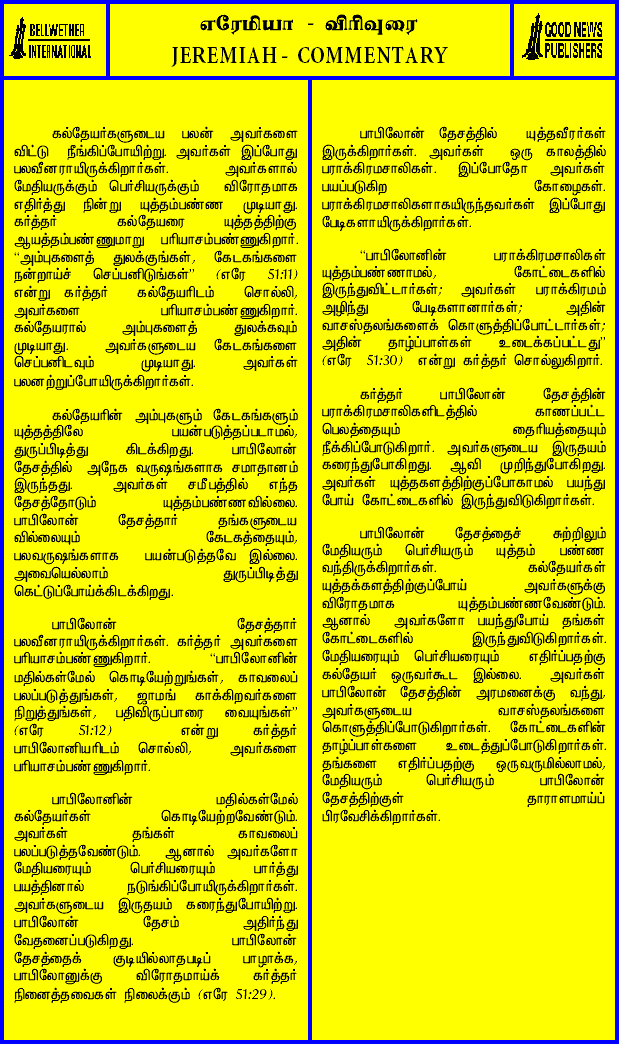 BELLWETHER
INTERNATIONAL
எரேமியா - விரிவுரை
JEREMIAH - COMMENTARY
GOOD NEWS
PUBLISHERS
கல்தேயர்களுடைய பலன் அவர்களை
விட்டு நீங்கிப்போயிற்று. அவர்கள் இப்போது
பலவீனராயிருக்கிறார்கள். அவர்களால்
மேதியருக்கும் பெர்சியருக்கும் விரோதமாக
எதிர்த்து நின்று யுத்தம்பண்ண முடியாது.
கர்த்தர் கல்தேயரை யுத்தத்திற்கு
ஆயத்தம்பண்ணுமாறு பரியாசம்பண்ணுகிறார்.
“அம்புகளைத் துலக்குங்கள், கேடகங்களை
நன்றாய்ச் செப்பனிடுங்கள்” (எரே 51:11)
என்று கர்த்தர் கல்தேயரிடம் சொல்லி,
அவர்களை பரியாசம்பண்ணுகிறார்.
கல்தேயரால் அம்புகளைத் துலக்கவும்
முடியாது. அவர்களுடைய கேடகங்களை
செப்பனிடவும் முடியாது. அவர்கள்
பலனற்றுப்போயிருக்கிறார்கள்.
கல்தேயரின் அம்புகளும் கேடகங்களும்
யுத்தத்திலே பயன்படுத்தப்படாமல்,
துருப்பிடித்து கிடக்கிறது. பாபிலோன்
தேசத்தில் அநேக வருஷங்களாக சமாதானம்
இருந்தது. அவர்கள் சமீபத்தில் எந்த
தேசத்தோடும் யுத்தம்பண்ணவில்லை.
பாபிலோன் தேசத்தார் தங்களுடைய
வில்லையும் கேடகத்தையும்,
பலவருஷங்களாக பயன்படுத்தவே இல்லை.
அவையெல்லாம் துருப்பிடித்து
கெட்டுப்போய்க்கிடக்கிறது.
பாபிலோன் தேசத்தார்
பலவீனராயிருக்கிறார்கள். கர்த்தர் அவர்களை
பரியாசம்பண்ணுகிறார். “பாபிலோனின்
மதில்கள்மேல் கொடியேற்றுங்கள், காவலைப்
பலப்படுத்துங்கள், ஜாமங் காக்கிறவர்களை
நிறுத்துங்கள், பதிவிருப்பாரை வையுங்கள்”
(எரே 51:12) என்று கர்த்தர்
பாபிலோனியரிடம் சொல்லி, அவர்களை
பரியாசம்பண்ணுகிறார்.
பாபிலோனின் மதில்கள்மேல்
கல்தேயர்கள் கொடியேற்றவேண்டும்.
அவர்கள் தங்கள் காவலைப்
பலப்படுத்தவேண்டும். ஆனால் அவர்களோ
மேதியரையும் பெர்சியரையும் பார்த்து
பயத்தினால் நடுங்கிப்போயிருக்கிறார்கள்.
அவர்களுடைய இருதயம் கரைந்துபோயிற்று.
பாபிலோன் தேசம் அதிர்ந்து
வேதனைப்படுகிறது. பாபிலோன்
தேசத்தைக் குடியில்லாதபடிப் பாழாக்க,
பாபிலோனுக்கு விரோதமாய்க் கர்த்தர்
நினைத்தவைகள் நிலைக்கும் (எரே 51:29).
பாபிலோன் தேசத்தில் யுத்தவீரர்கள்
இருக்கிறார்கள். அவர்கள் ஒரு காலத்தில்
பராக்கிரமசாலிகள். இப்போதோ அவர்கள்
பயப்படுகிற கோழைகள்.
பராக்கிரமசாலிகளாகயிருந்தவர்கள் இப்போது
பேடிகளாயிருக்கிறார்கள்.
“பாபிலோனின் பராக்கிரமசாலிகள்
யுத்தம்பண்ணாமல், கோட்டைகளில்
இருந்துவிட்டார்கள்; அவர்கள் பராக்கிரமம்
அழிந்து பேடிகளானார்கள்; அதின்
வாசஸ்தலங்களைக் கொளுத்திப்போட்டார்கள்;
அதின் தாழ்ப்பாள்கள் உடைக்கப்பட்டது”
(எரே 51:30) என்று கர்த்தர் சொல்லுகிறார்.
கர்த்தர் பாபிலோன் தேசத்தின்
பராக்கிரமசாலிகளிடத்தில் காணப்பட்ட
பெலத்தையும் தைரியத்தையும்
நீக்கிப்போடுகிறார். அவர்களுடைய இருதயம்
கரைந்துபோகிறது. ஆவி முறிந்துபோகிறது.
அவர்கள் யுத்தகளத்திற்குப்போகாமல் பயந்து
போய் கோட்டைகளில் இருந்துவிடுகிறார்கள்.
பாபிலோன் தேசத்தைச் சுற்றிலும்
மேதியரும் பெர்சியரும் யுத்தம் பண்ண
வந்திருக்கிறார்கள். கல்தேயர்கள்
யுத்தக்களத்திற்குப்போய் அவர்களுக்கு
விரோதமாக யுத்தம்பண்ணவேண்டும்.
ஆனால் அவர்களோ பயந்துபோய் தங்கள்
கோட்டைகளில் இருந்துவிடுகிறார்கள்.
மேதியரையும் பெர்சியரையும் எதிர்ப்பதற்கு
கல்தேயர் ஒருவர்கூட இல்லை. அவர்கள்
பாபிலோன் தேசத்தின் அரமனைக்கு வந்து,
அவர்களுடைய வாசஸ்தலங்களை
கொளுத்திப்போடுகிறார்கள். கோட்டைகளின்
தாழ்ப்பாள்களை உடைத்துப்போடுகிறார்கள்.
தங்களை எதிர்ப்பதற்கு ஒருவருமில்லாமல்,
மேதியரும் பெர்சியரும் பாபிலோன்
தேசத்திற்குள் தாராளமாய்ப்
பிரவேசிக்கிறார்கள்.